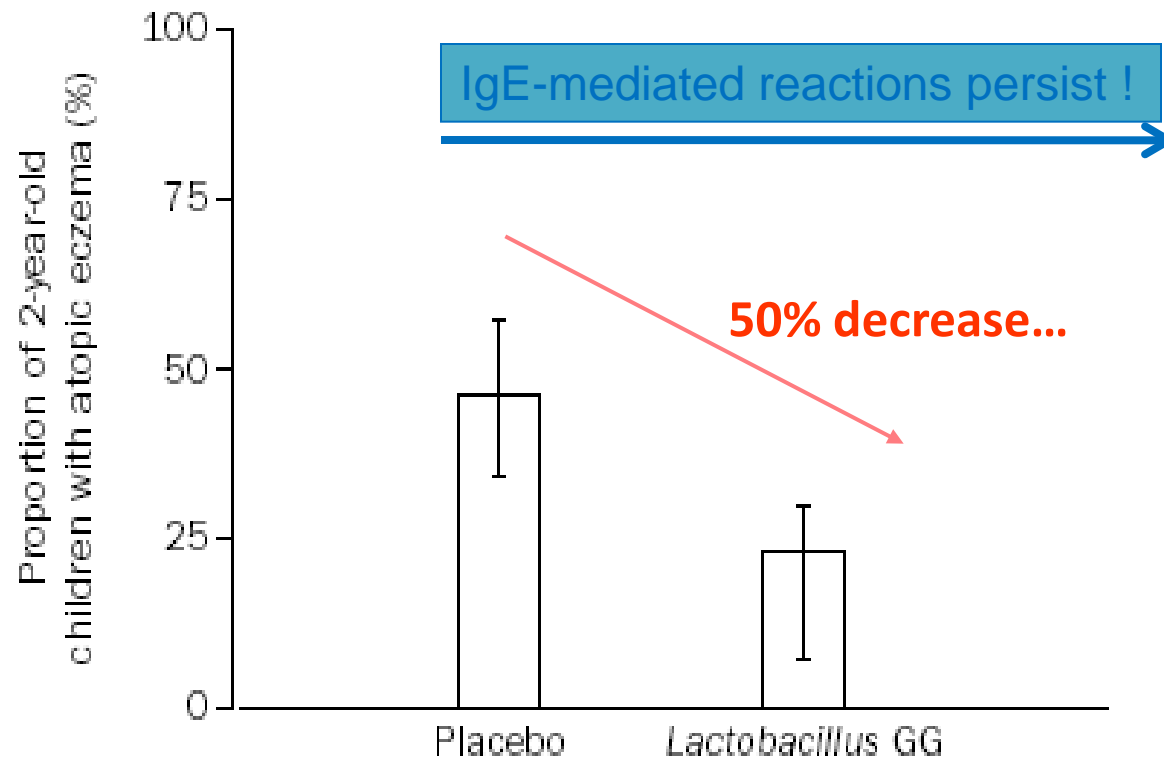 100
IgE-mediated reactions persist !
75
50% decrease...
50
25
0
Proportion of 2-year-old
children with atopic eczema (%)
Placebo
Lactobacillus GG